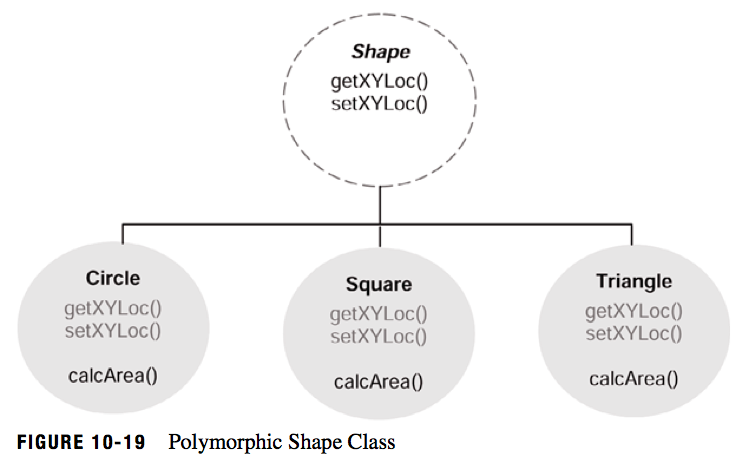 Shape
getXYLoc()
setXYLoc()
Circle
getXYLoc()
setXYLoc()
calcArea()
Square
getXYLoc()
setXYLoc()
calcArea()
Triangle
getXYLoc()
setXYLoc()
calcArea()
FIGURE 10-19 Polymorphic Shape Class